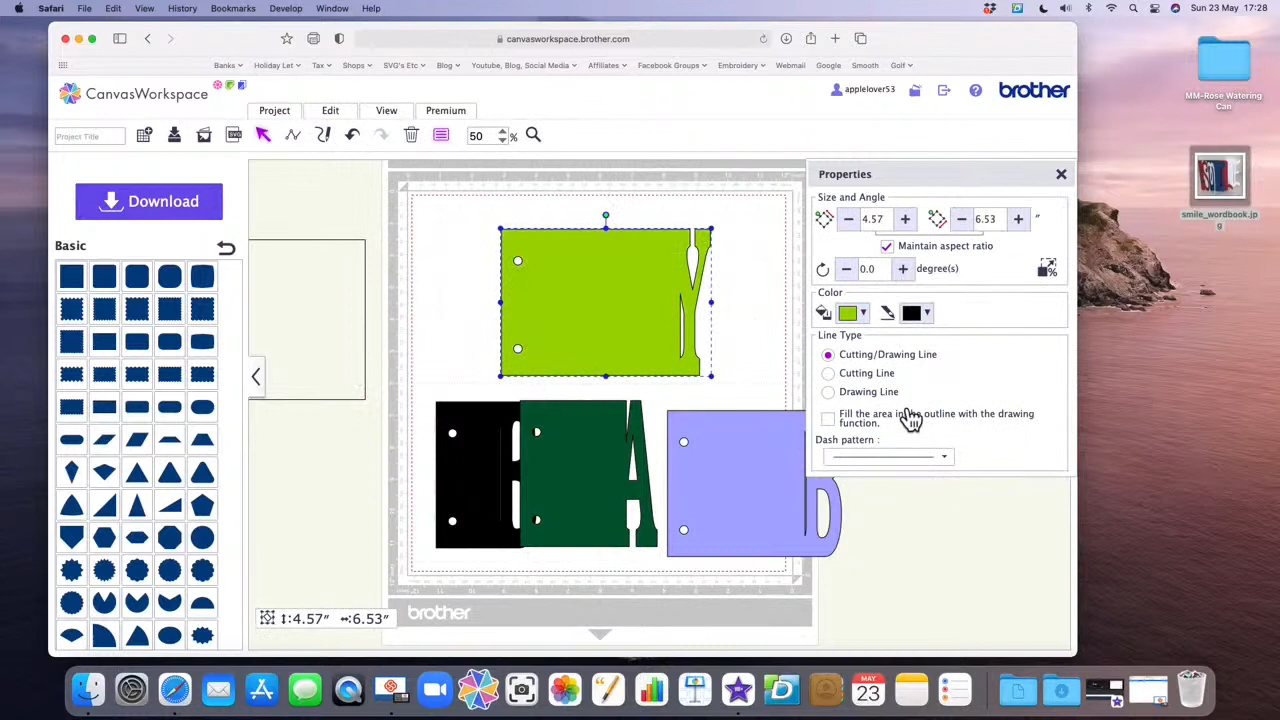 Safari File Edit View History Bookmarks Develop Window Help
Sun 23 May 17:28
canvasworkspace.brother.com
Banks Holiday Let Tax Shops SVG's Etc Blog Youtube, Blog, Social Media Affiliates Facebook Groups Embroidery Webmail Google Smooth Golf
CanvasWorkspace
applelover53
brother
Project Edit View Premium
Project Title
SVG
50 %
Download
Basic
Properties
Size and Angle
4.57 6.53 "
Maintain aspect ratio
0.0 degree(s)
Color
Line Type
Cutting/Drawing Line
Cutting Line
Drawing Line
Fill the area in the outline with the drawing
function.
Dash pattern :
↕:4.57" ↔:6.53"
brother
MM-Rose Watering
Can
smile_wordbook.jp
g
MAY
23